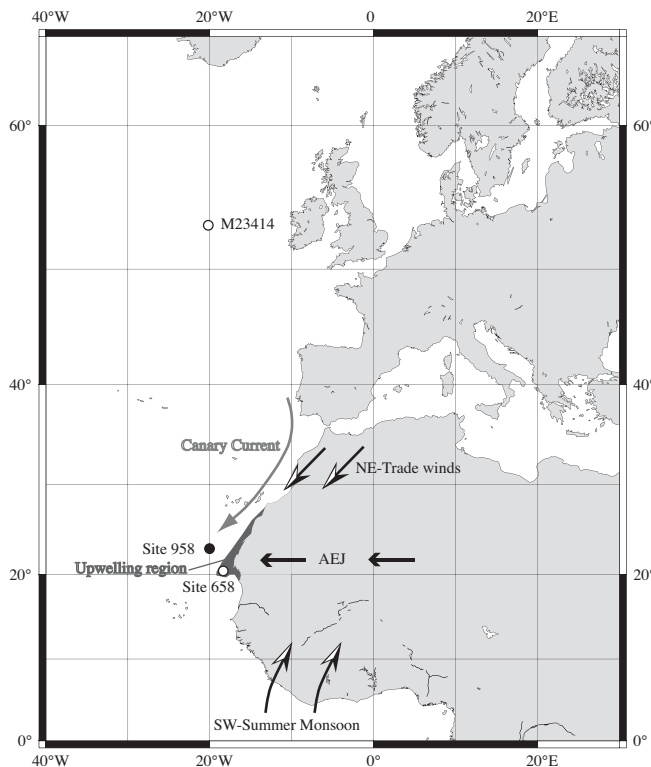 40°W 20°W 0 20°E
60° 60°
M23414
40° 40°
Canary Current
NE-Trade winds
Site 958
AEJ
Upwelling region
20° 20°
Site 658
SW-Summer Monsoon
0° 0°
40°W 20°W 0° 20°E